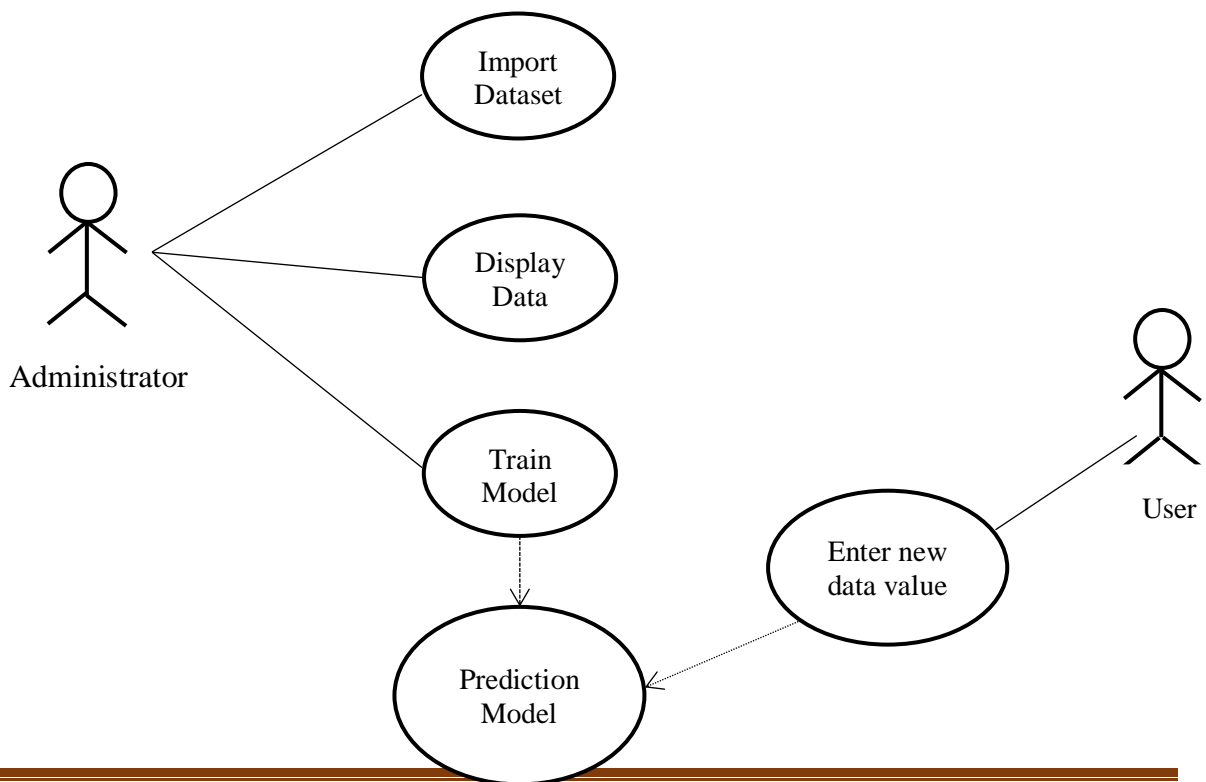 Import
Dataset
Display
Data
Administrator
Train
Model
User
Enter new
data value
Prediction
Model